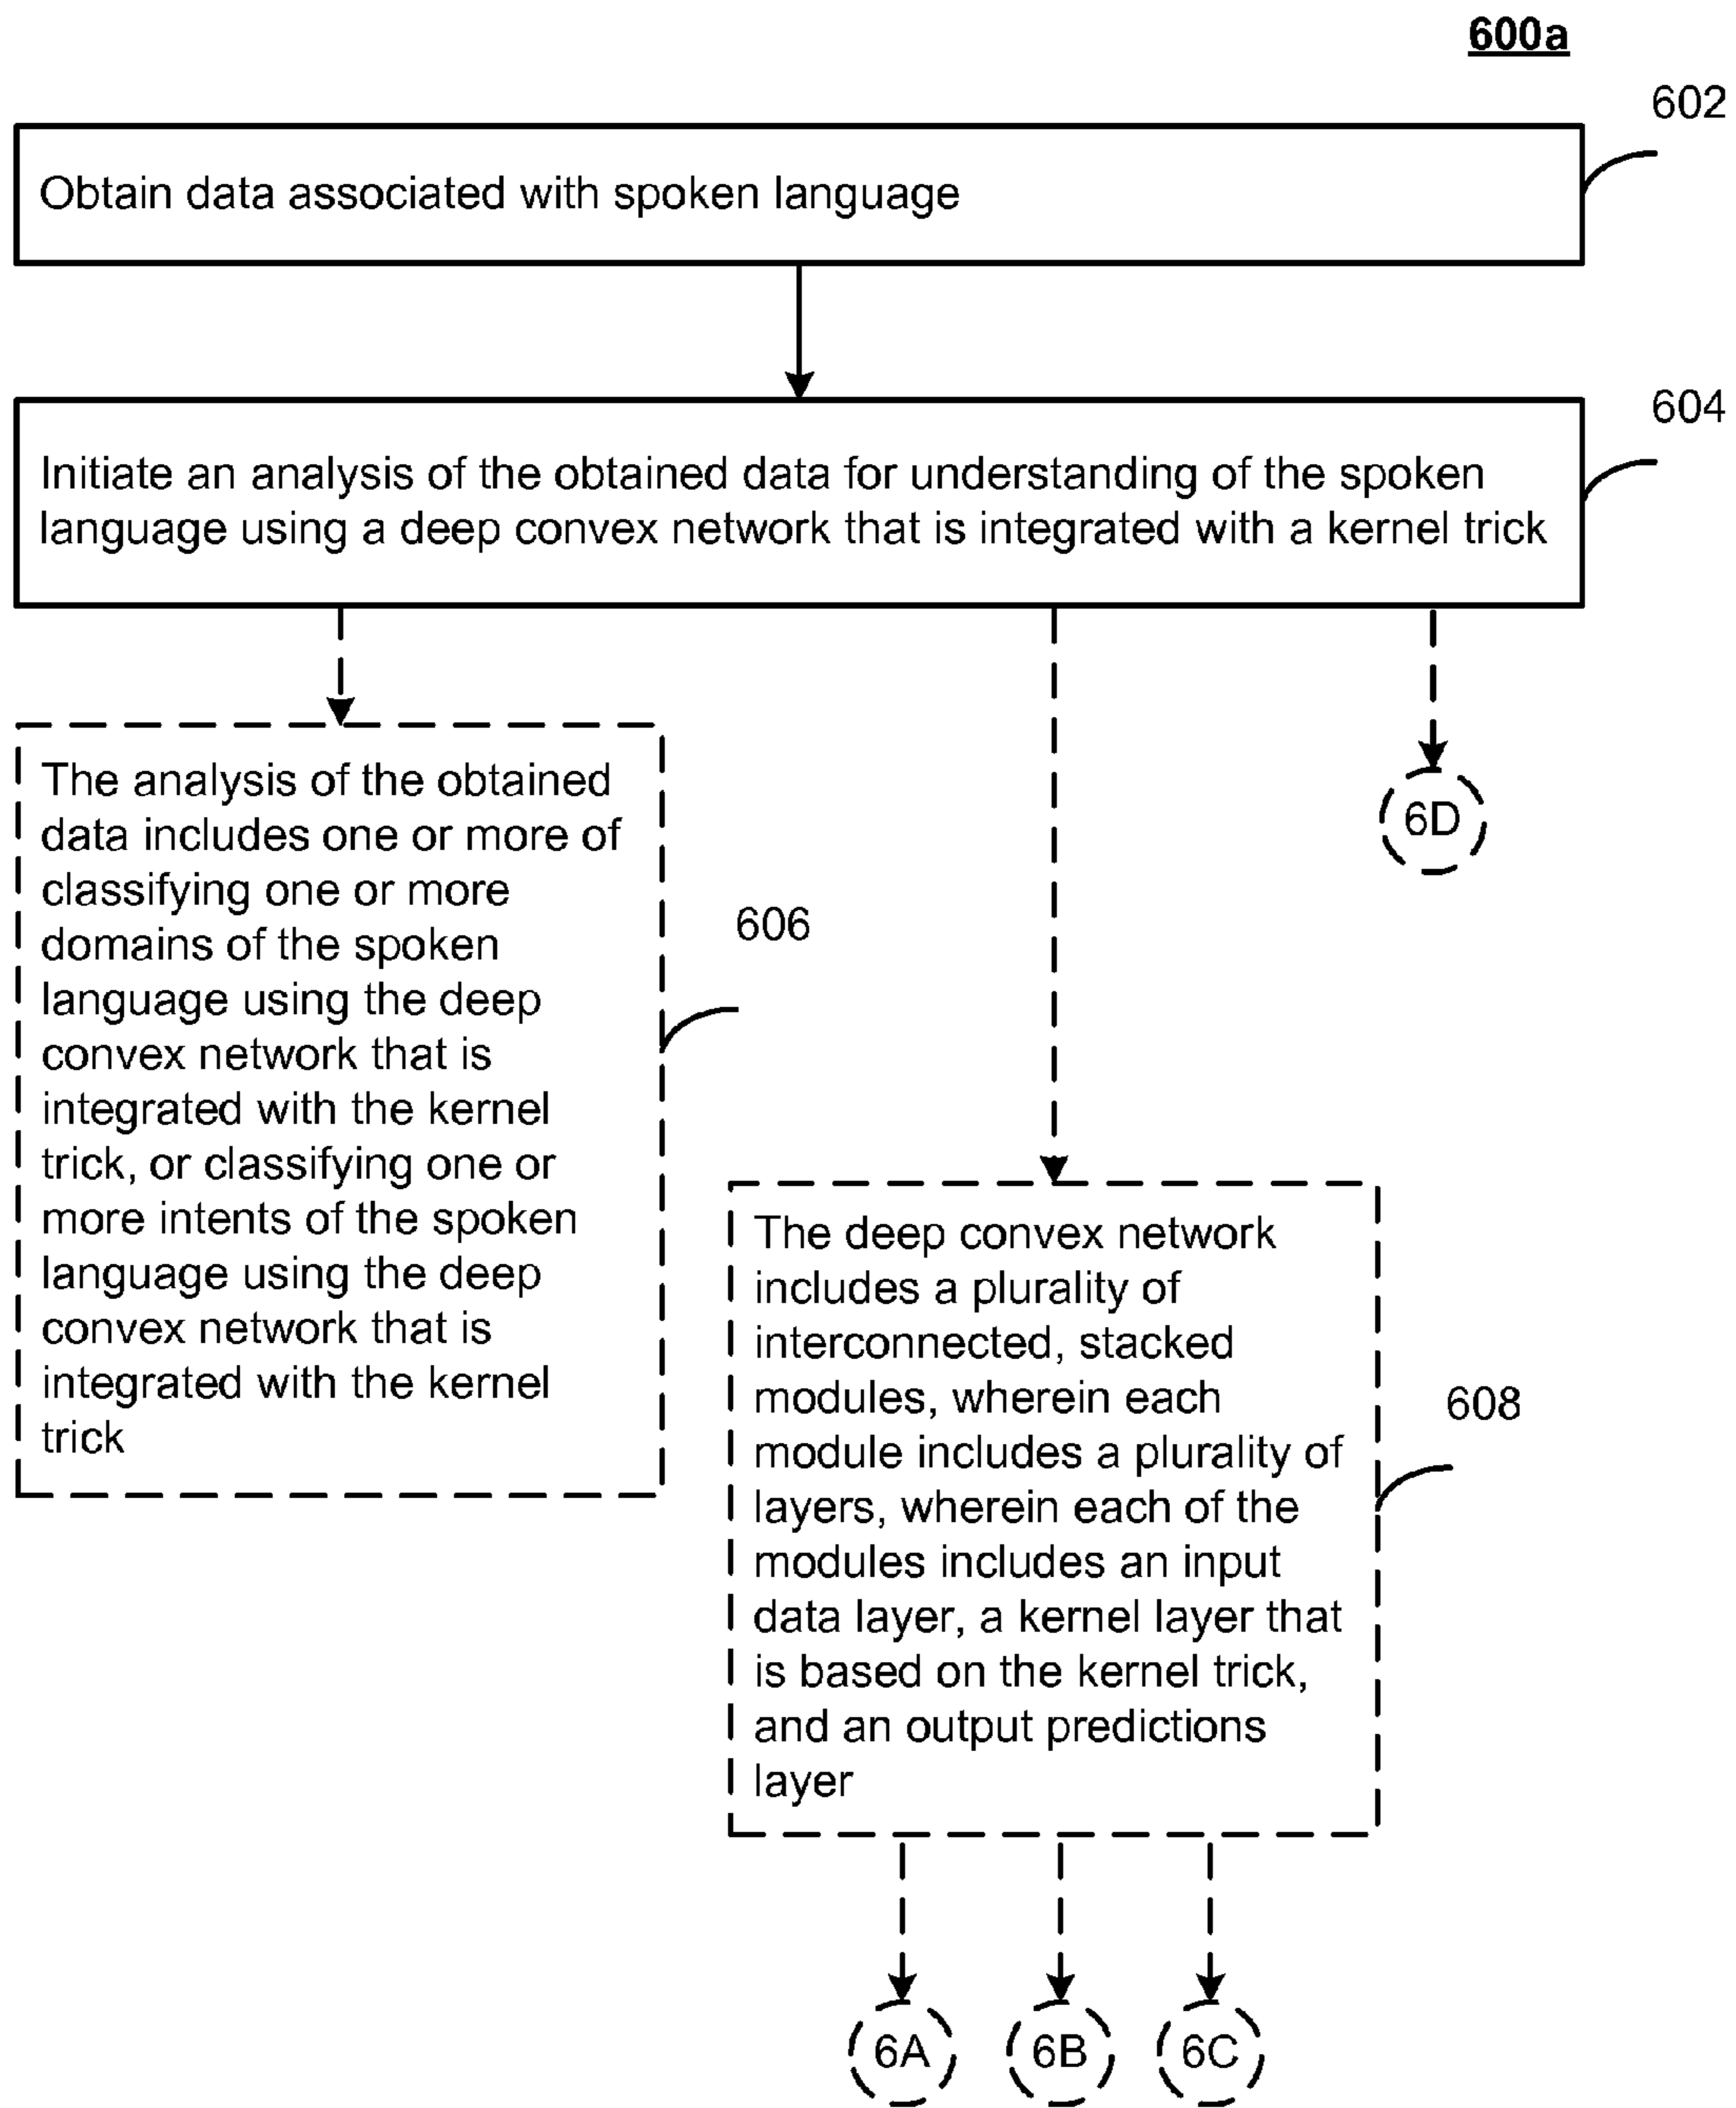 600a
602
Obtain data associated with spoken language
604
Initiate an analysis of the obtained data for understanding of the spoken
language using a deep convex network that is integrated with a kernel trick
6D
The analysis of the obtained
data includes one or more of
classifying one or more
domains of the spoken
language using the deep
convex network that is
integrated with the kernel
trick, or classifying one or
more intents of the spoken
language using the deep
convex network that is
integrated with the kernel
trick
606
The deep convex network
includes a plurality of
interconnected, stacked
modules, wherein each
module includes a plurality of
layers, wherein each of the
modules includes an input
data layer, a kernel layer that
is based on the kernel trick,
and an output predictions
layer
608
6A
6B
6C